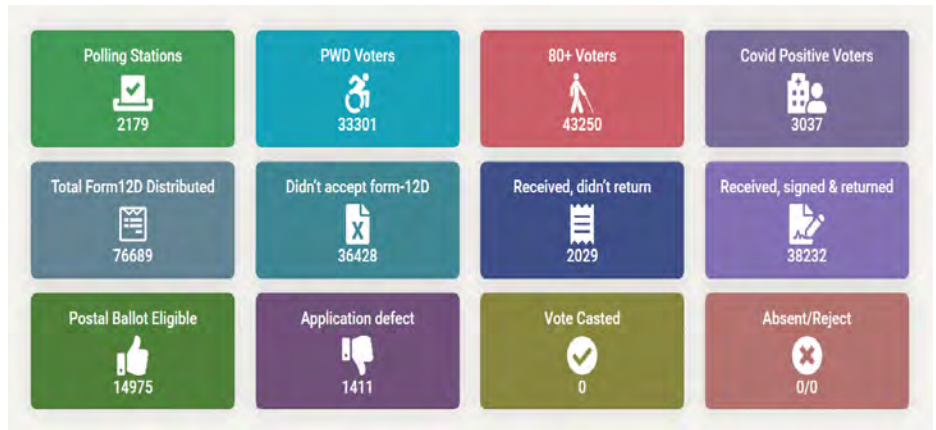 Polling Stations
2179
PWD Voters
33301
80+ Voters
43250
Covid Positive Voters
3037
Total Form12D Distributed
76689
Didn't accept form-12D
X
36428
Received, didn't return
2029
Received, signed & returned
38232
Postal Ballot Eligible
14975
Application defect
1411
Vote Casted
0
Absent/Reject
0/0